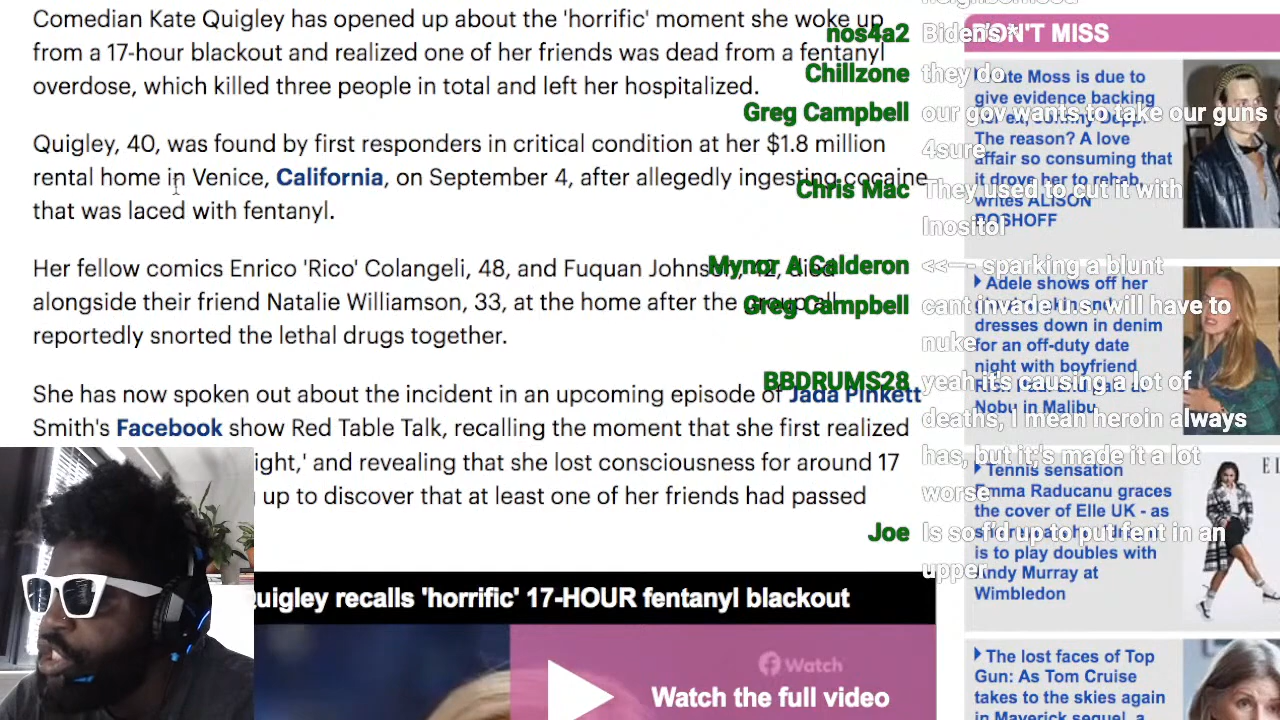 Comedian Kate Quigley has opened up about the 'horrific' moment she woke up
from a 17-hour blackout and realized one of her friends was dead from a fentanyl
overdose, which killed three people in total and left her hospitalized.
Quigley, 40, was found by first responders in critical condition at her $1.8 million
rental home in Venice, California, on September 4, after allegedly ingesting cocaine
that was laced with fentanyl.
Her fellow comics Enrico 'Rico' Colangeli, 48, and Fuquan Johnson, 42, died
alongside their friend Natalie Williamson, 33, at the home after the group all
reportedly snorted the lethal drugs together.
She has now spoken out about the incident in an upcoming episode of Jada Pinkett
Smith's Facebook show Red Table Talk, recalling the moment that she first realized
ight,' and revealing that she lost consciousness for around 17
up to discover that at least one of her friends had passed
uigley recalls 'horrific' 17-HOUR fentanyl blackout
Watch
Watch the full video
nos4a2 Biden's*
Chillzone they do
Greg Campbell our gov wants to take our guns
4sure
Chris Mac They used to cut it with
Inositol
Mynor A Calderon <<—- sparking a blunt
Greg Campbell cant invade u.s. will have to
nuke
BBDRUMS28 yeah it's causing a lot of
deaths, I mean heroin always
has, but it's made it a lot
worse
Joe Is so f'd up to put fent in an
upper
DON'T MISS
Kate Moss is due to
give evidence backing
The reason? A love
affair so consuming that
it drove her to rehab,
writes ALISON
BOSHOFF
Adele shows off her
dresses down in denim
for an off-duty date
night with boyfriend
Nobu in Malibu
Tennis sensation
Emma Raducanu graces
the cover of Elle UK - as
is to play doubles with
Andy Murray at
Wimbledon
The lost faces of Top
Gun: As Tom Cruise
takes to the skies again
in Maverick sequel, a
EL